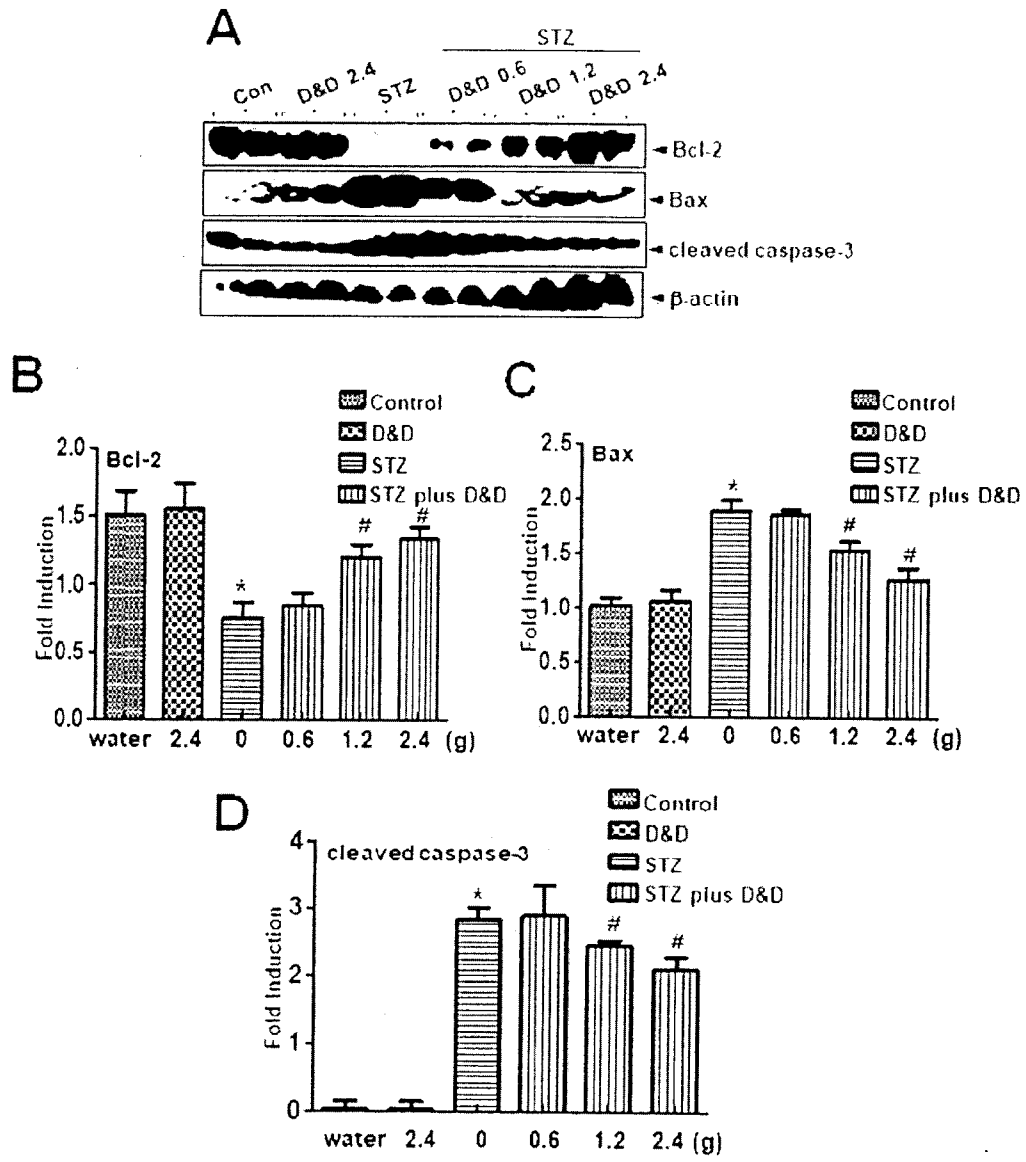 A
STZ
Con D&D 2.4 STZ D&D 0.6 D&D 1.2 D&D 2.4
Bcl-2
Bax
cleaved caspase-3
β-actin
B
Control
D&D
STZ
STZ plus D&D
Bcl-2
Fold Induction
2.0
1.5
1.0
0.5
0.0
* # #
water 2.4 0 0.6 1.2 2.4 (g)
C
Control
D&D
STZ
STZ plus D&D
Bax
Fold Induction
2.5
2.0
1.5
1.0
0.5
0.0
* # #
water 2.4 0 0.6 1.2 2.4 (g)
D
Control
D&D
STZ
STZ plus D&D
cleaved caspase-3
Fold Induction
4
3
2
1
0
* # #
water 2.4 0 0.6 1.2 2.4 (g)